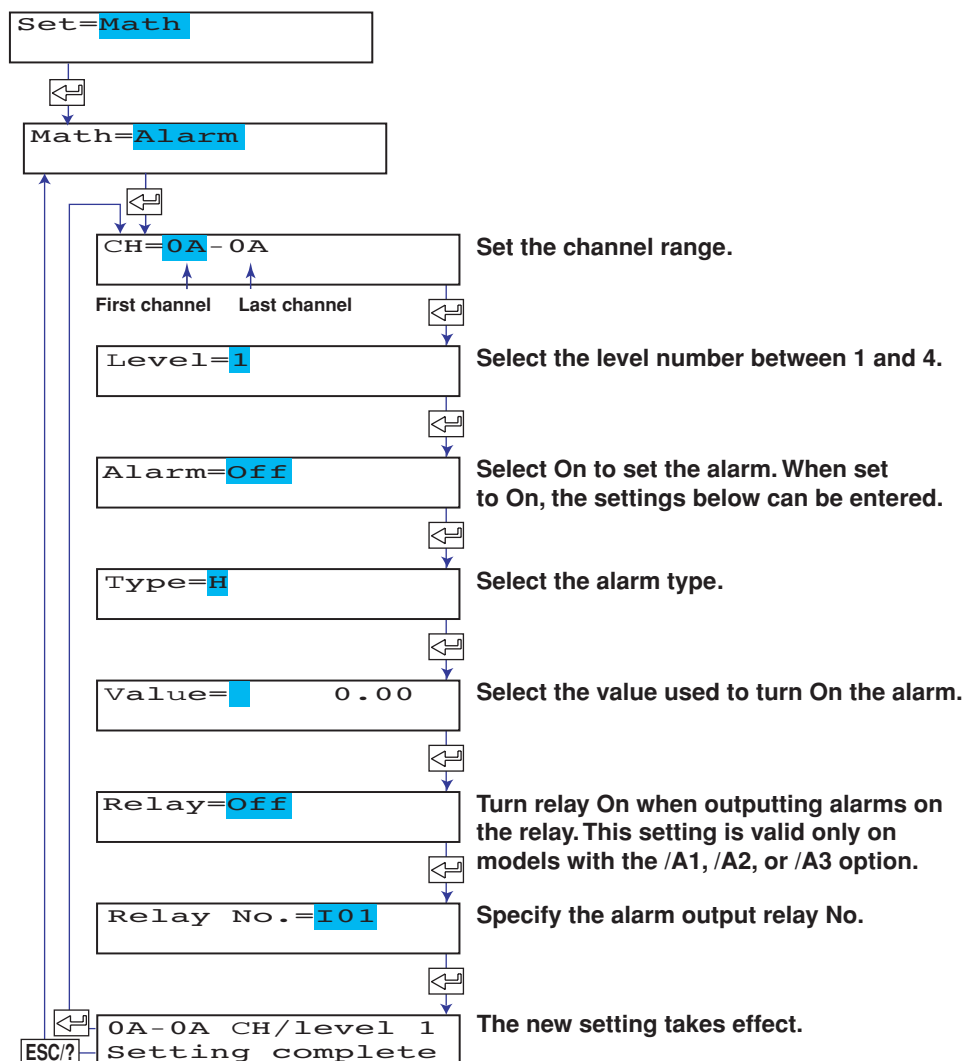 Set=Math
Math=Alarm
CH=0A-0A
Set the channel range.
First channel Last channel
Level=1
Select the level number between 1 and 4.
Alarm=Off
Select On to set the alarm. When set
to On, the settings below can be entered.
Type=H
Select the alarm type.
Value= 0.00
Select the value used to turn On the alarm.
Relay=Off
Turn relay On when outputting alarms on
the relay. This setting is valid only on
models with the /A1, /A2, or /A3 option.
Relay No.=I01
Specify the alarm output relay No.
0A-0A CH/level 1
The new setting takes effect.
ESC/?
Setting complete